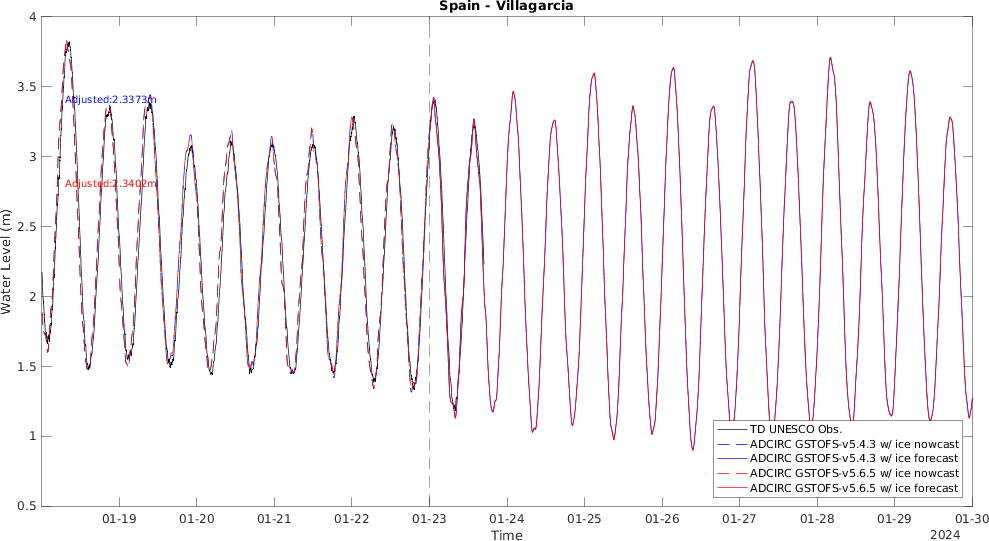 Spain - Villagarcia
4
3.5
3
2.5
2
1.5
1
0.5
Water Level (m)
Adjusted:2.3373m
Adjusted:2.3402m
TD UNESCO Obs.
ADCIRC GSTOFS-v5.4.3 w/ ice nowcast
ADCIRC GSTOFS-v5.4.3 w/ ice forecast
ADCIRC GSTOFS-v5.6.5 w/ ice nowcast
ADCIRC GSTOFS-v5.6.5 w/ ice forecast
01-19 01-20 01-21 01-22 01-23 01-24 01-25 01-26 01-27 01-28 01-29 01-30
Time
2024